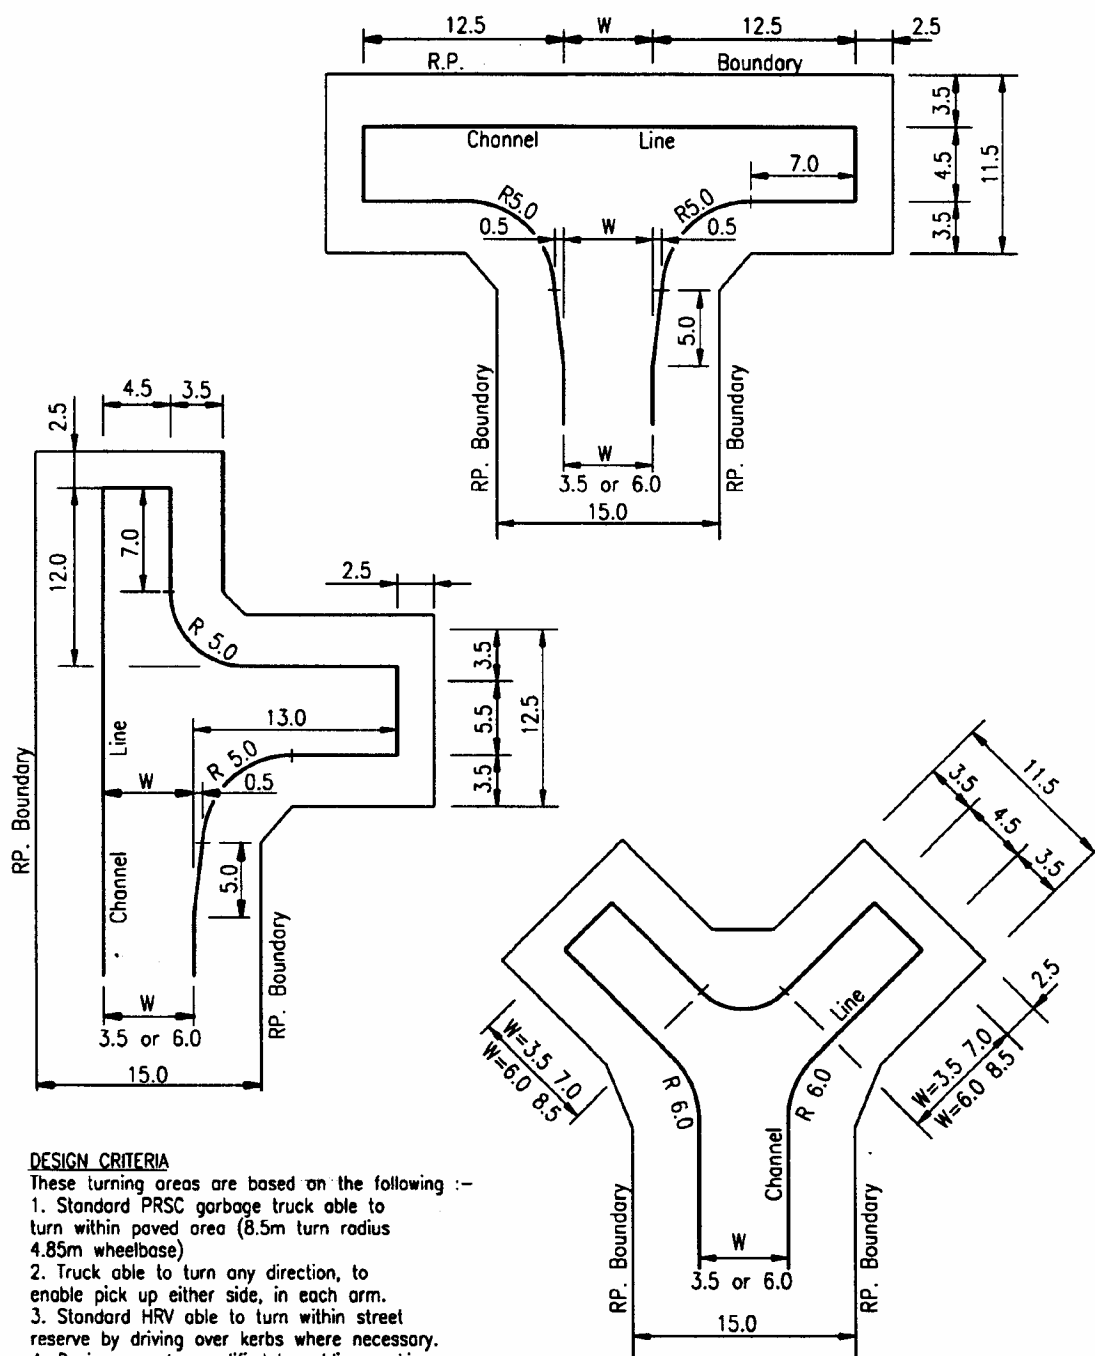 12.5 W 12.5 2.5
R.P. Boundary
3.5
Channel Line
7.0
4.5
11.5
R5.0 R5.0
0.5 W 0.5
3.5
5.0
RP. Boundary
RP. Boundary
W
3.5 or 6.0
15.0
4.5 3.5
2.5
12.0
7.0
2.5
R 5.0
3.5
13.0
5.5
12.5
Line
R 5.0
W 0.5
3.5
RP. Boundary
Channel
5.0
RP. Boundary
W
3.5 or 6.0
15.0
11.5
3.5
4.5
3.5
2.5
Line
W=3.5 7.0
W=6.0 8.5
W=3.5 7.0
W=6.0 8.5
R 6.0
R 6.0
Channel
RP. Boundary
RP. Boundary
W
3.5 or 6.0
15.0
DESIGN CRITERIA
These turning areas are based on the following :-
1. Standard PRSC garbage truck able to
turn within paved area (8.5m turn radius
4.85m wheelbase)
2. Truck able to turn any direction, to
enable pick up either side, in each arm.
3. Standard HRV able to turn within street
reserve by driving over kerbs where necessary.